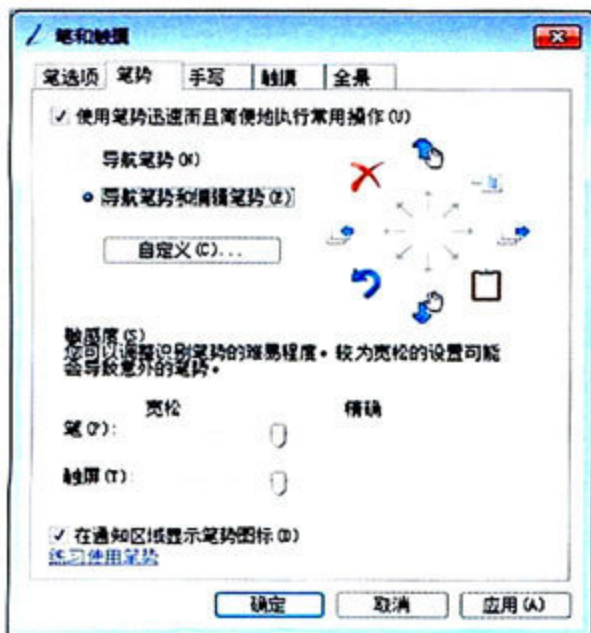 笔和触摸
笔选项 笔势 手写 触摸 全景
使用笔势迅速而且简便地执行常用操作(U)
导航笔势(N)
导航笔势和编辑笔势(E)
自定义(C)...
敏感度(S)
您可以调整识别笔势的难易程度。较为宽松的设置可能
会导致意外的笔势。
宽松 精确
笔(P):
触屏(T):
在通知区域显示笔势图标(D)
练习使用笔势
确定 取消 应用(A)